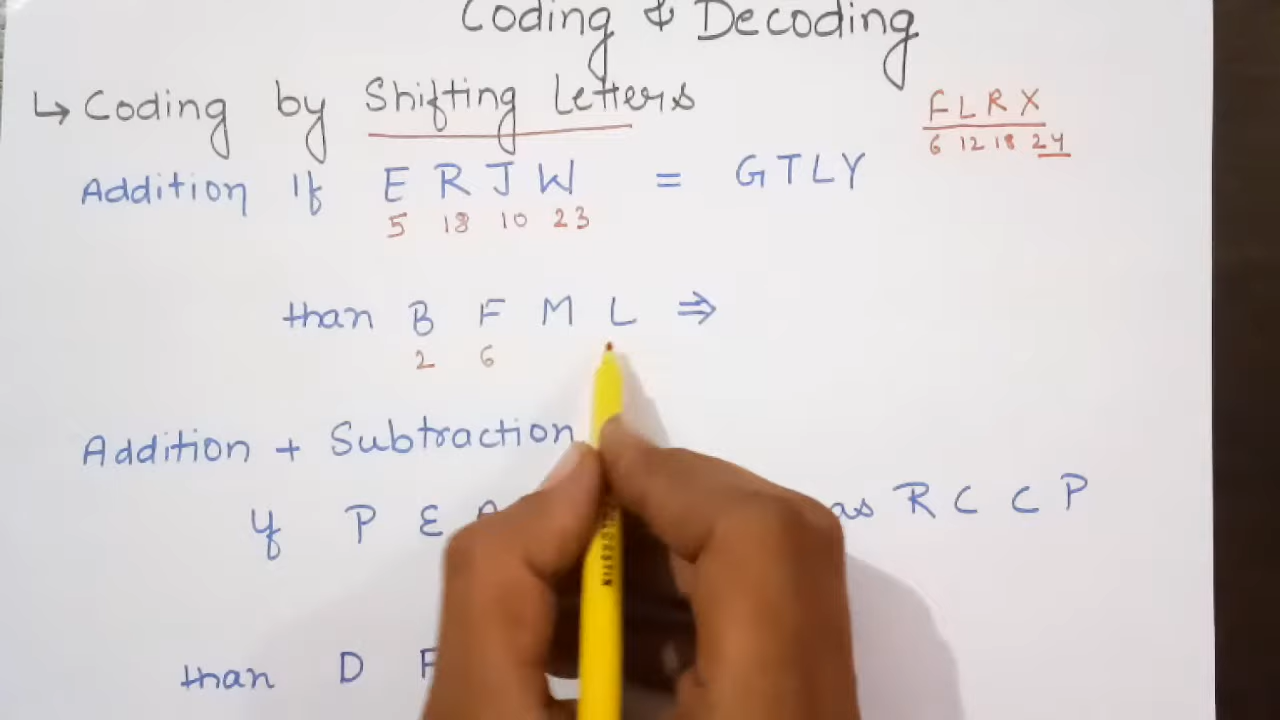 Coding & Decoding
↳ Coding by Shifting Letters
F L R X
6 12 18 24
Addition If E R J W = G T L Y
5 18 10 23
than B F M L ⇒
2 6
Addition + Subtraction
If P E as R C C P
than D